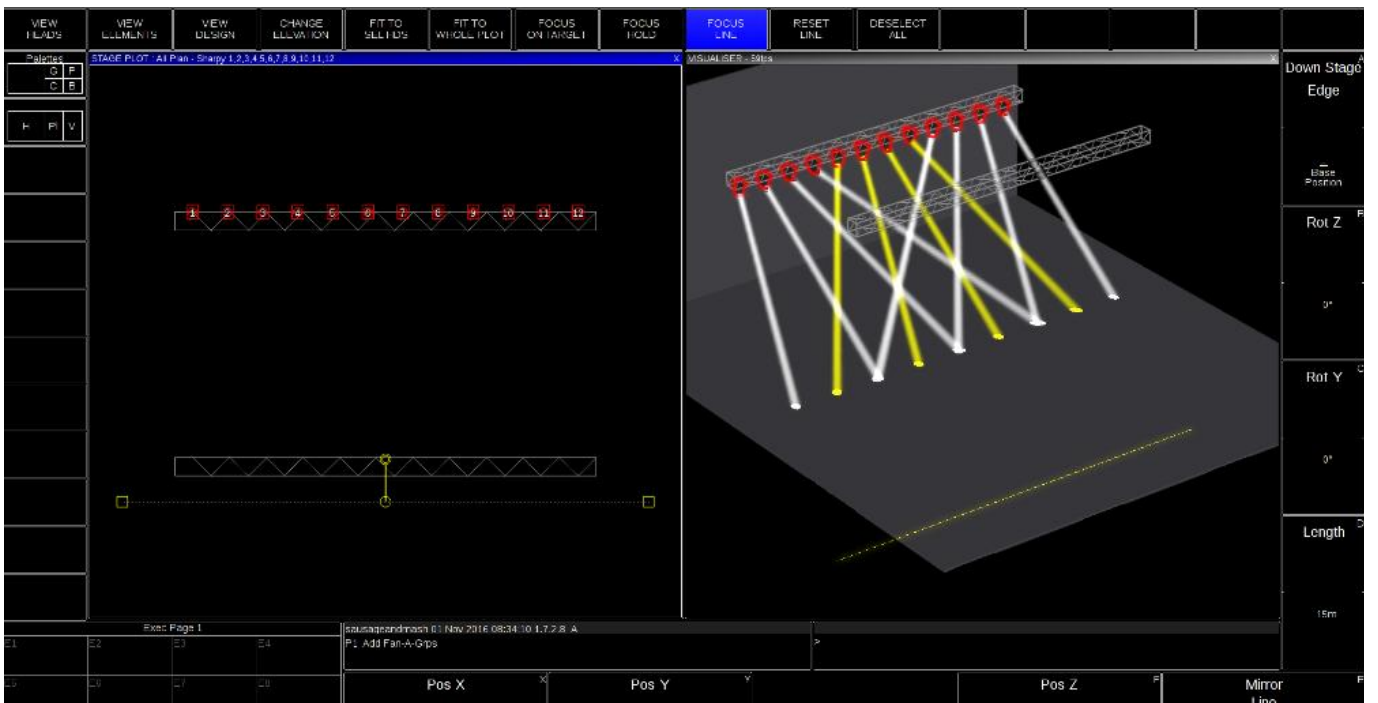 VIEW HEADS
VIEW ELEMENTS
VIEW DESIGN
CHANGE ELEVATION
FIT TO SEL HDS
FIT TO WHOLE PLOT
FOCUS ON TARGET
FOCUS HOLD
FOCUS LINE
RESET LINE
DESELECT ALL
Palettes
G F
C B
H Pl V
STAGE PLOT : All Plan - Sharpy 1,2,3,4,5,6,7,8,9,10,11,12 X
VISUALISER - 59fps X
1 2 3 4 5 6 7 8 9 10 11 12
A
Down Stage
Edge
Base
Position
B
Rot Z
0°
C
Rot Y
0°
D
Length
15m
Exec Page 1
E1 E2 E3 E4
E5 E6 E7 E8
sausageandmash 01 Nov 2016 08:34:10 1.7.2.8 A
P1 Add Fan-A-Grps
>
Pos X X
Pos Y Y
Pos Z
Mirror
Line